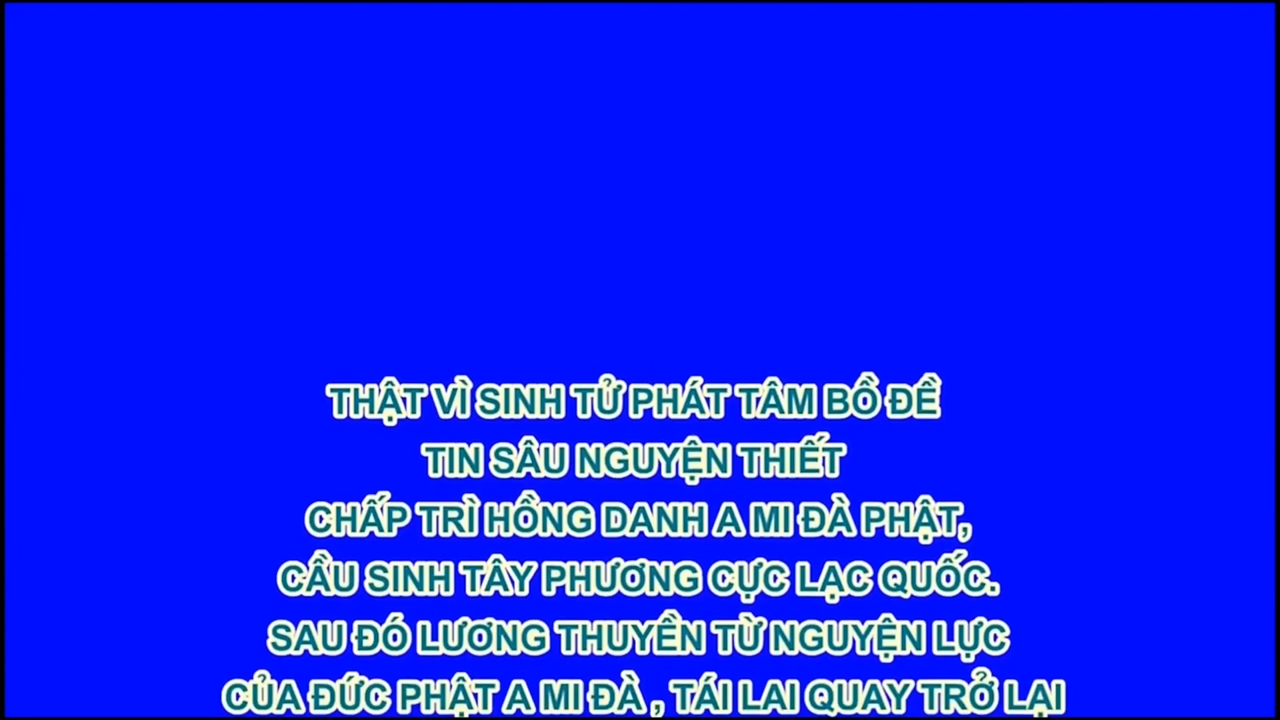 THẬT VÌ SINH TỬ PHÁT TÂM BỒ ĐỀ
TIN SÂU NGUYỆN THIẾT
CHẤP TRÌ HỒNG DANH A MI ĐÀ PHẬT,
CẦU SINH TÂY PHƯƠNG CỰC LẠC QUỐC.
SAU ĐÓ LƯƠNG THUYỀN TỪ NGUYỆN LỰC
CỦA ĐỨC PHẬT A MI ĐÀ , TÁI LAI QUAY TRỞ LẠI